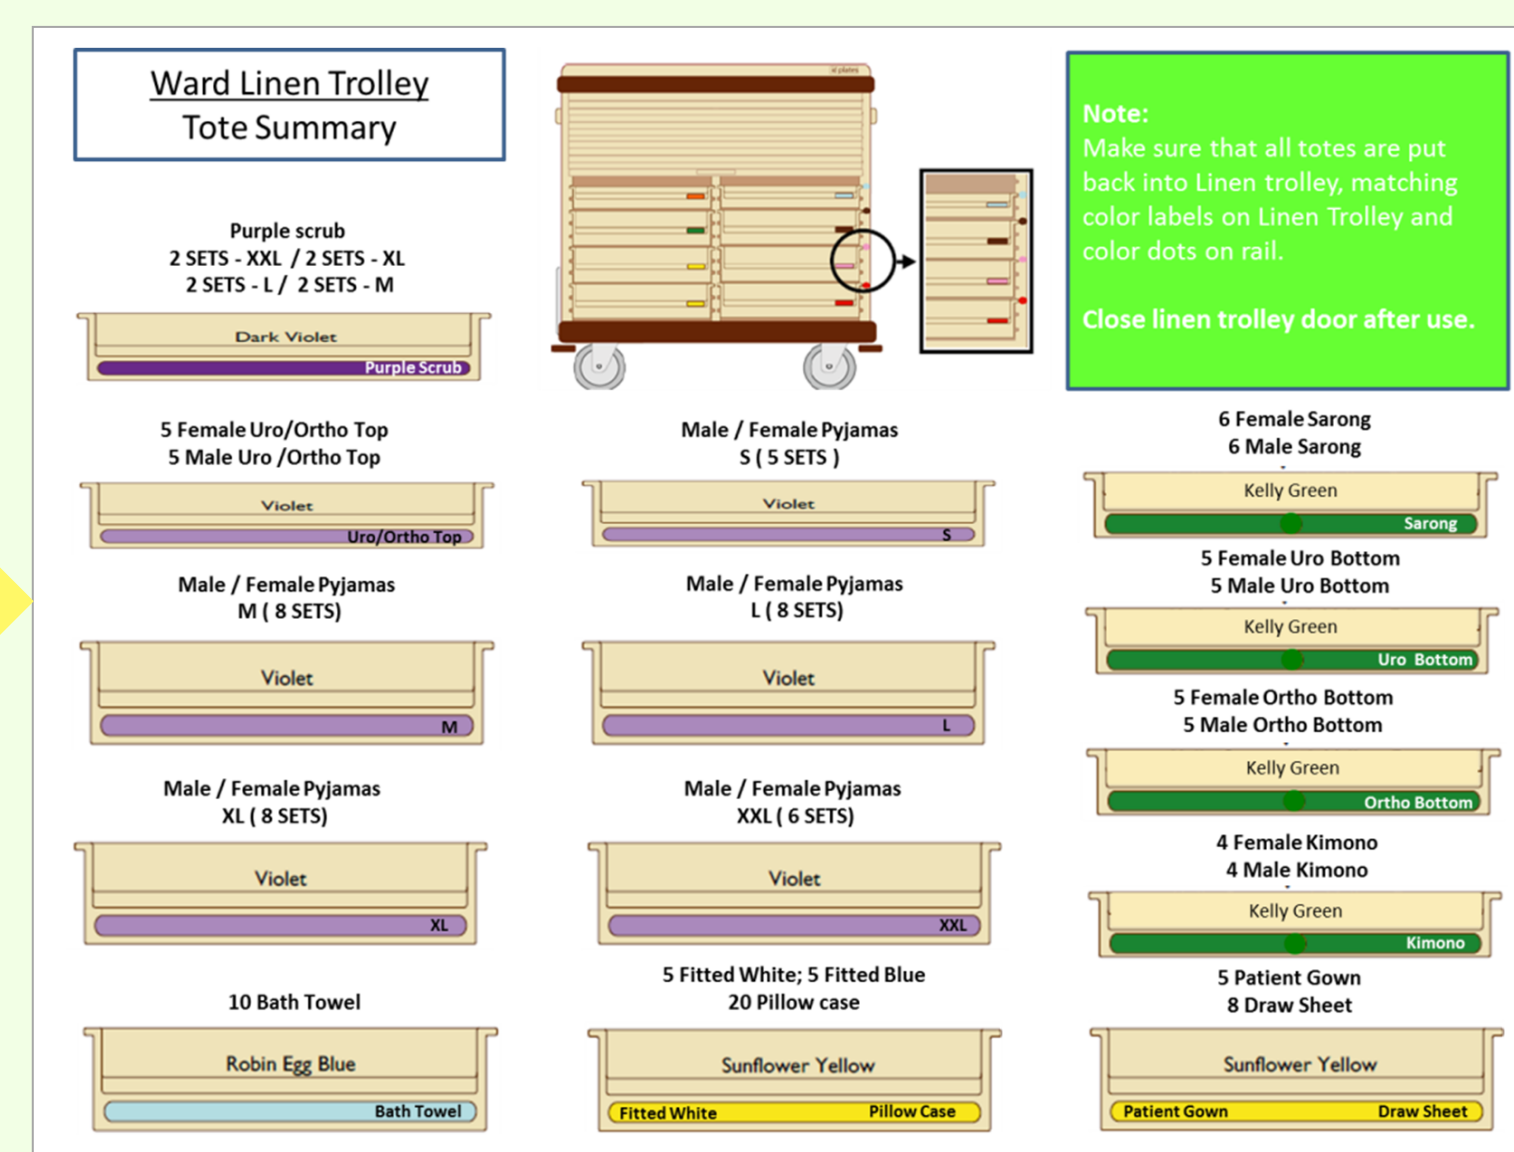 Ward Linen Trolley
Tote Summary
Note:
Make sure that all totes are put
back into Linen trolley, matching
color labels on Linen Trolley and
color dots on rail.
Close linen trolley door after use.
Purple scrub
2 SETS - XXL / 2 SETS - XL
2 SETS - L / 2 SETS - M
Dark Violet
Purple Scrub
5 Female Uro/Ortho Top
5 Male Uro /Ortho Top
Violet
Uro/Ortho Top
Male / Female Pyjamas
S ( 5 SETS )
Violet
S
6 Female Sarong
6 Male Sarong
Kelly Green
Sarong
5 Female Uro Bottom
5 Male Uro Bottom
Kelly Green
Uro Bottom
Male / Female Pyjamas
M ( 8 SETS)
Violet
M
Male / Female Pyjamas
L ( 8 SETS)
Violet
L
5 Female Ortho Bottom
5 Male Ortho Bottom
Kelly Green
Ortho Bottom
Male / Female Pyjamas
XL ( 8 SETS)
Violet
XL
Male / Female Pyjamas
XXL ( 6 SETS)
Violet
XXL
4 Female Kimono
4 Male Kimono
Kelly Green
Kimono
10 Bath Towel
Robin Egg Blue
Bath Towel
5 Fitted White; 5 Fitted Blue
20 Pillow case
Sunflower Yellow
Fitted White Pillow Case
5 Patient Gown
8 Draw Sheet
Sunflower Yellow
Patient Gown Draw Sheet